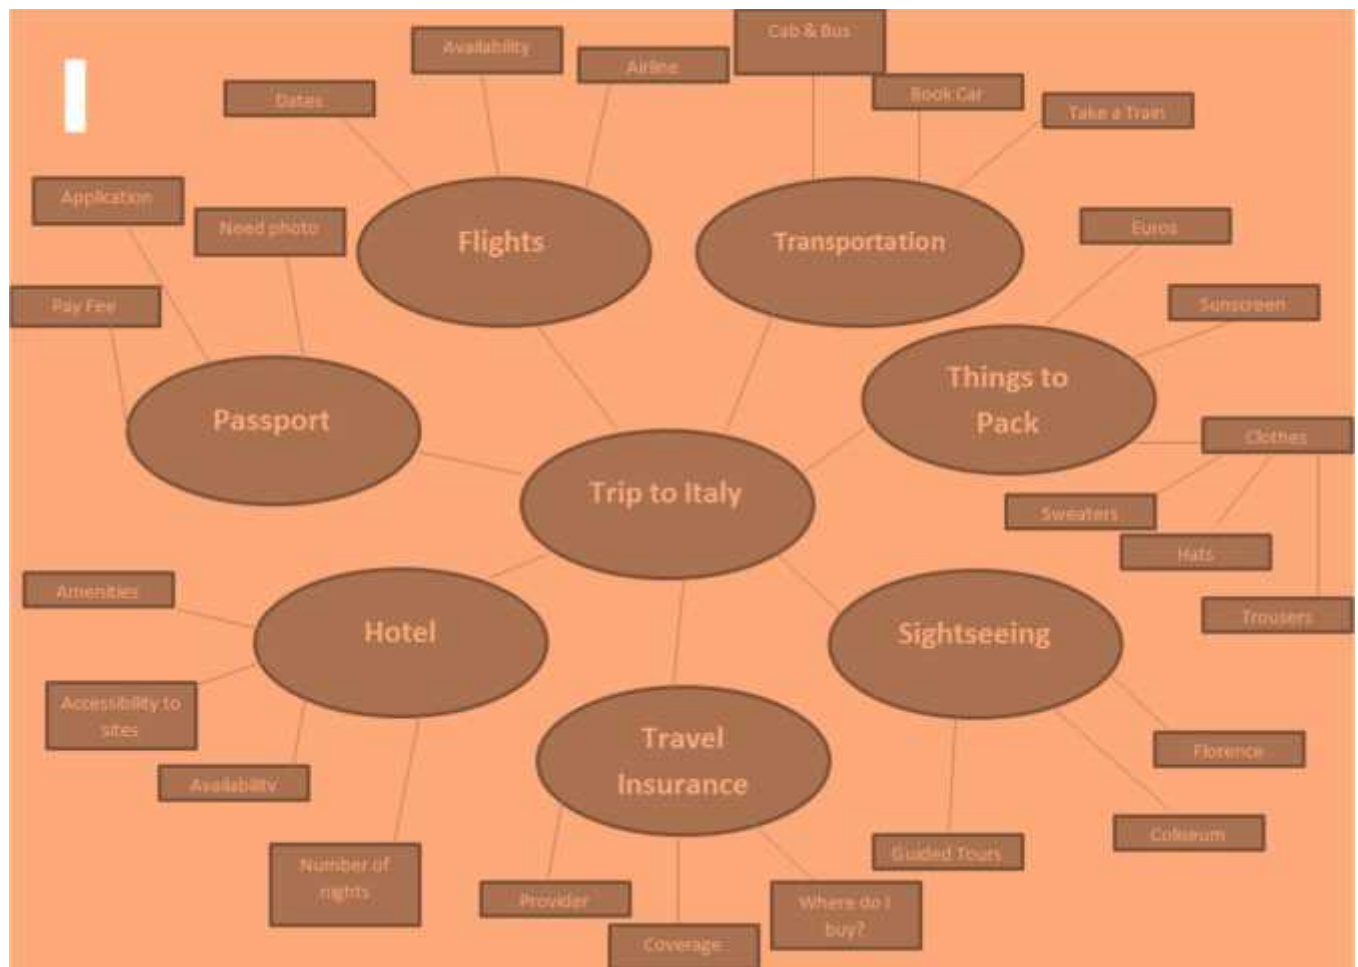 Cab & Bus
Availability
Airline
Dates
Book Car
Take a Train
Application
Need photo
Flights
Transportation
Euros
Pay Fee
Sunscreen
Passport
Things to
Pack
Clothes
Trip to Italy
Sweaters
Hats
Amenities
Hotel
Sightseeing
Trousers
Accessibility to
sites
Travel
Insurance
Florence
Availability
Coliseum
Number of
nights
Guided Tours
Provider
Where do I
buy?
Coverage